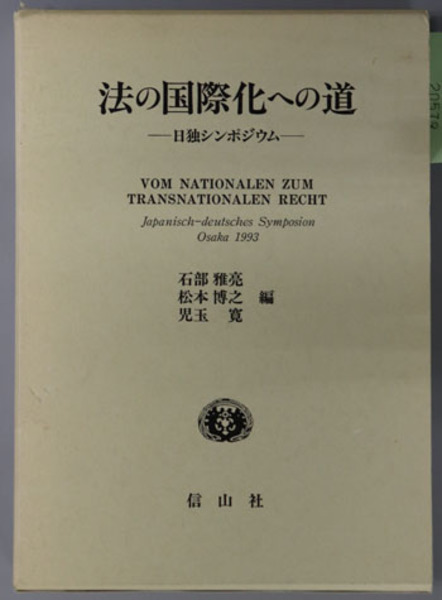 法の国際化への道
―日独シンポジウム―
VOM NATIONALEN ZUM
TRANSNATIONALEN RECHT
Japanisch-deutsches Symposion
Osaka 1993
石部 雅亮
松本 博之 編
児玉 寛
信山社